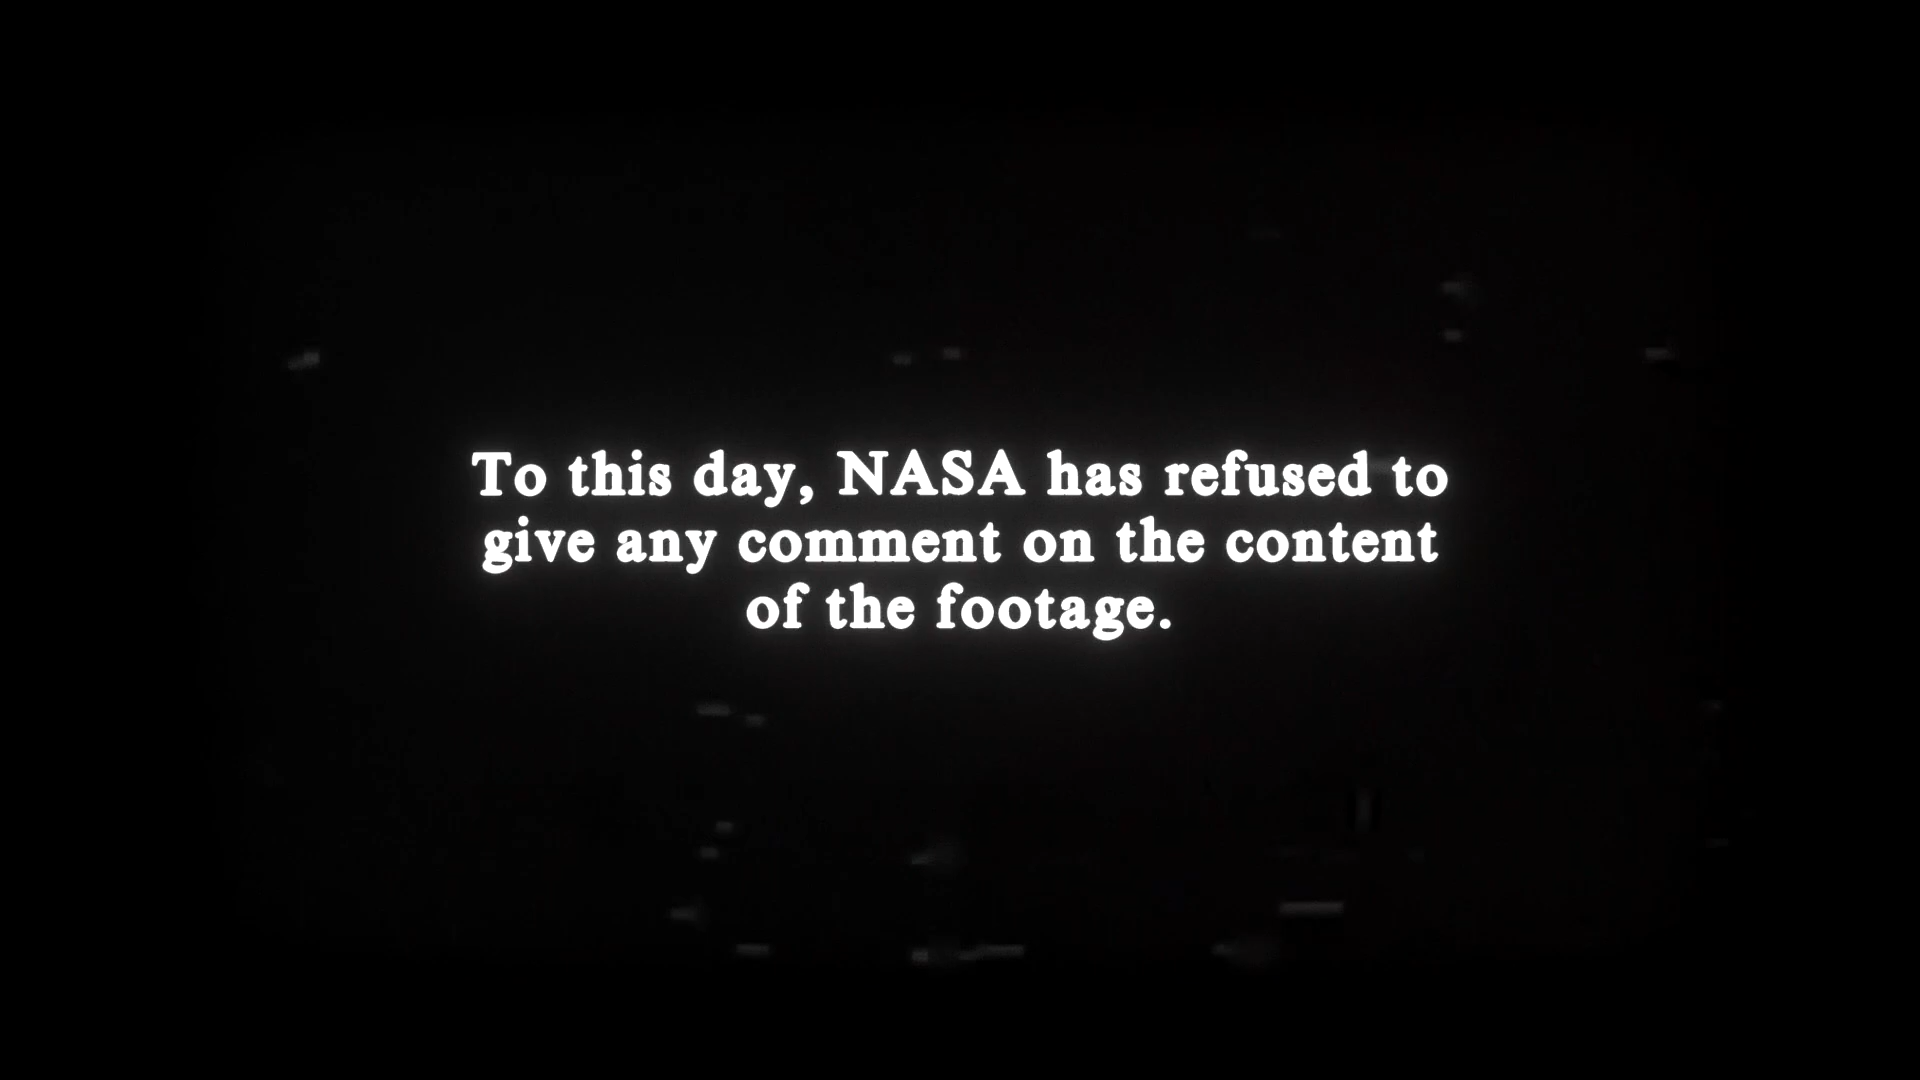 To this day, NASA has refused to
give any comment on the content
of the footage.